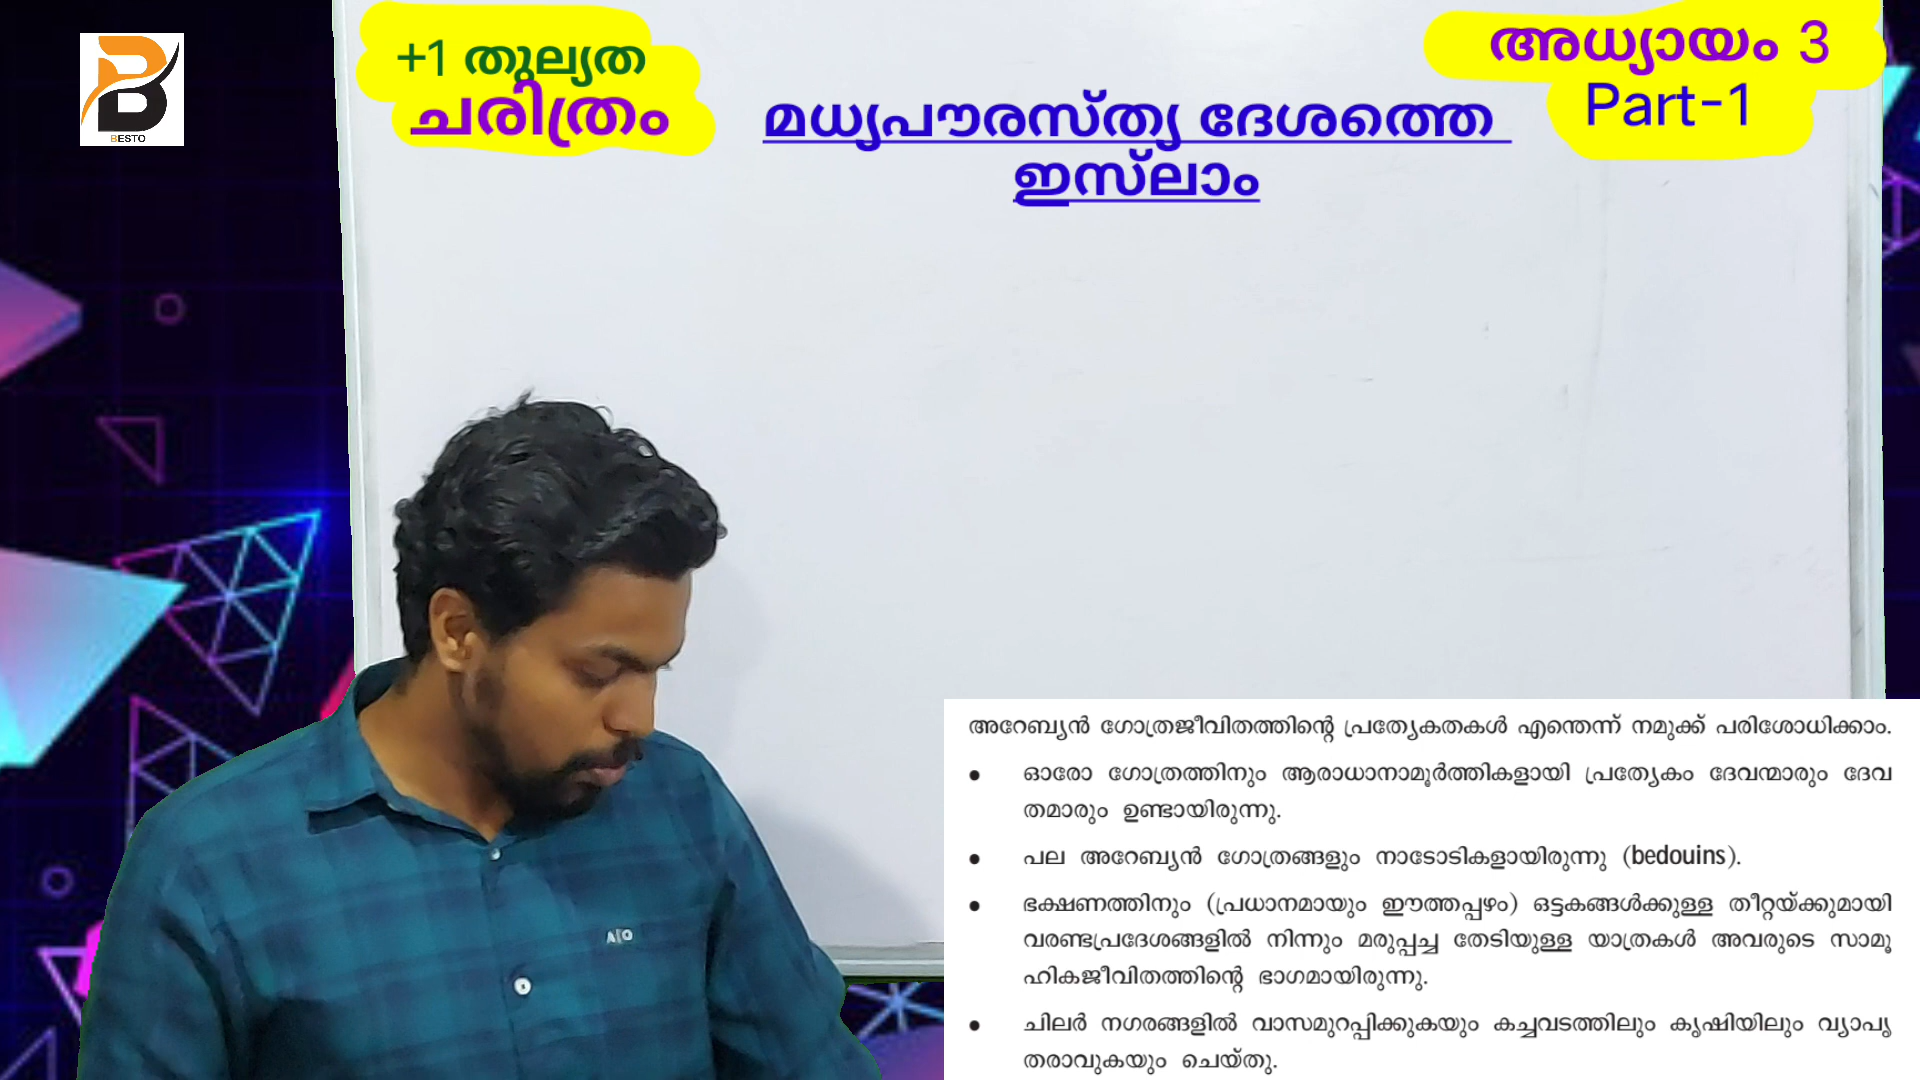 B
BESTO
+1 തുല്യത
ചരിത്രം
മധ്യപൗരസ്ത്യ ദേശത്തെ
ഇസ്‌ലാം
അധ്യായം 3
Part-1
A|O
അറേബ്യൻ ഗോത്രജീവിതത്തിന്റെ പ്രത്യേകതകൾ എന്തെന്ന് നമുക്ക് പരിശോധിക്കാം.
• ഓരോ ഗോത്രത്തിനും ആരാധാനാമൂർത്തികളായി പ്രത്യേകം ദേവന്മാരും ദേവ
തമാരും ഉണ്ടായിരുന്നു.
• പല അറേബ്യൻ ഗോത്രങ്ങളും നാടോടികളായിരുന്നു (bedouins).
• ഭക്ഷണത്തിനും (പ്രധാനമായും ഈത്തപ്പഴം) ഒട്ടകങ്ങൾക്കുള്ള തീറ്റയ്ക്കുമായി
വരണ്ടപ്രദേശങ്ങളിൽ നിന്നും മരുപ്പച്ച തേടിയുള്ള യാത്രകൾ അവരുടെ സാമൂ
ഹികജീവിതത്തിന്റെ ഭാഗമായിരുന്നു.
• ചിലർ നഗരങ്ങളിൽ വാസമുറപ്പിക്കുകയും കച്ചവടത്തിലും കൃഷിയിലും വ്യാപൃ
തരാവുകയും ചെയ്തു.